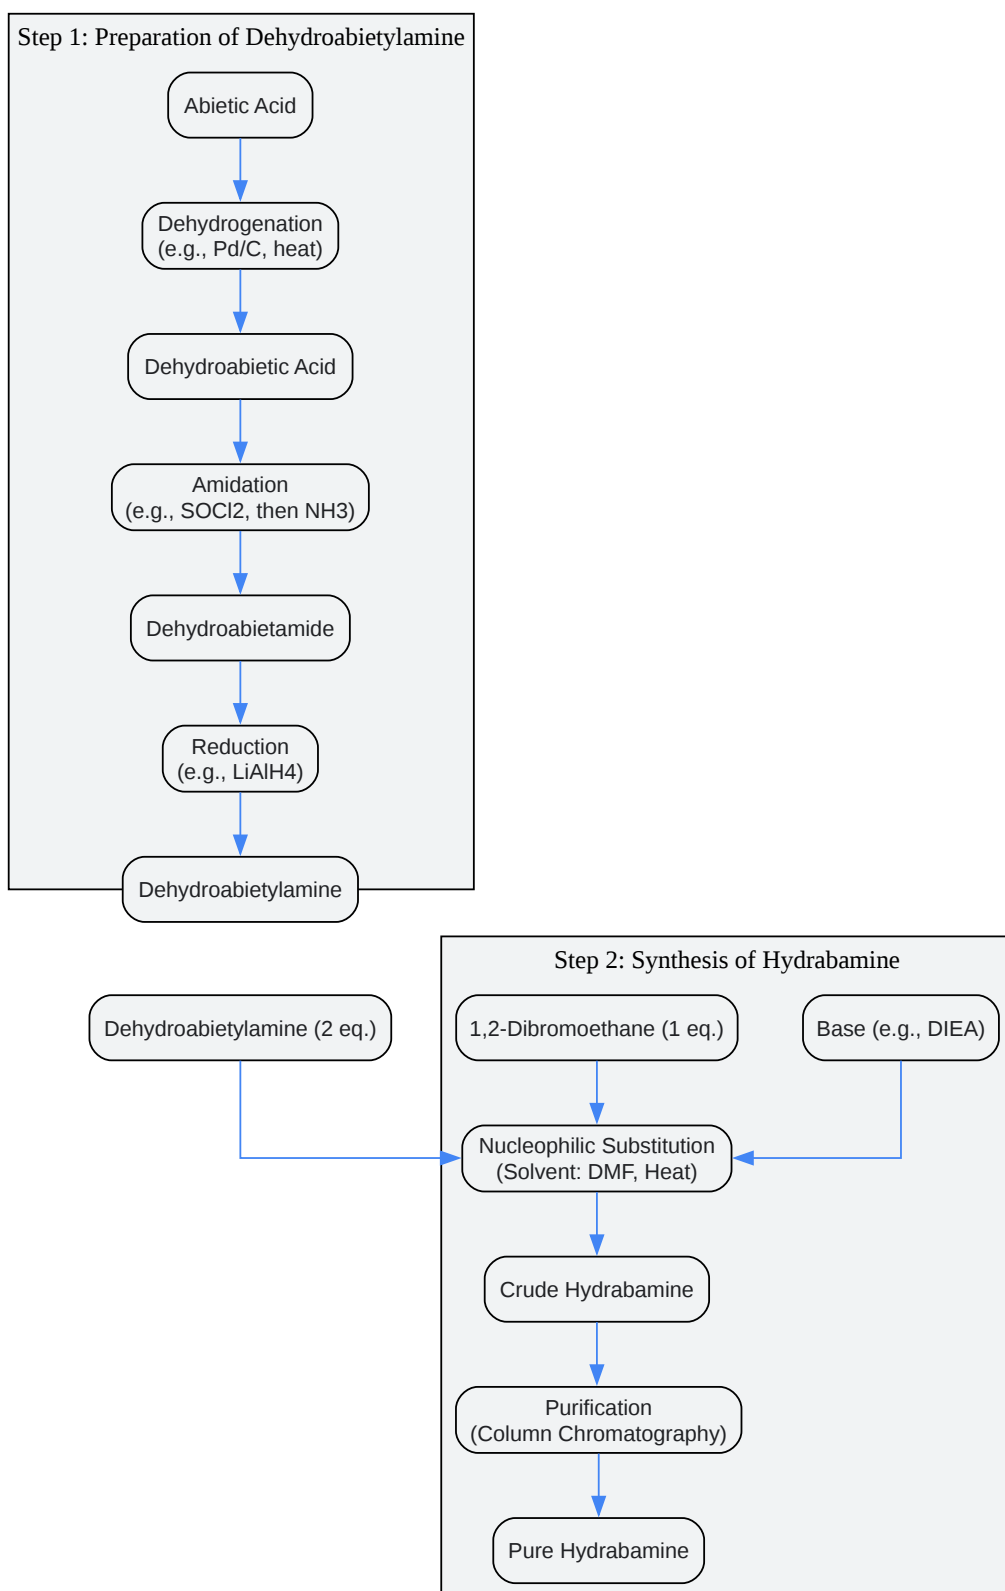 Step 1: Preparation of Dehydroabietylamine
Abietic Acid
Dehydrogenation
(e.g., Pd/C, heat)
Dehydroabietic Acid
Amidation
(e.g., SOCl2, then NH3)
Dehydroabietamide
Reduction
(e.g., LiAlH4)
Dehydroabietylamine
Step 2: Synthesis of Hydrabamine
Dehydroabietylamine (2 eq.)
1,2-Dibromoethane (1 eq.)
Base (e.g., DIEA)
Nucleophilic Substitution
(Solvent: DMF, Heat)
Crude Hydrabamine
Purification
(Column Chromatography)
Pure Hydrabamine